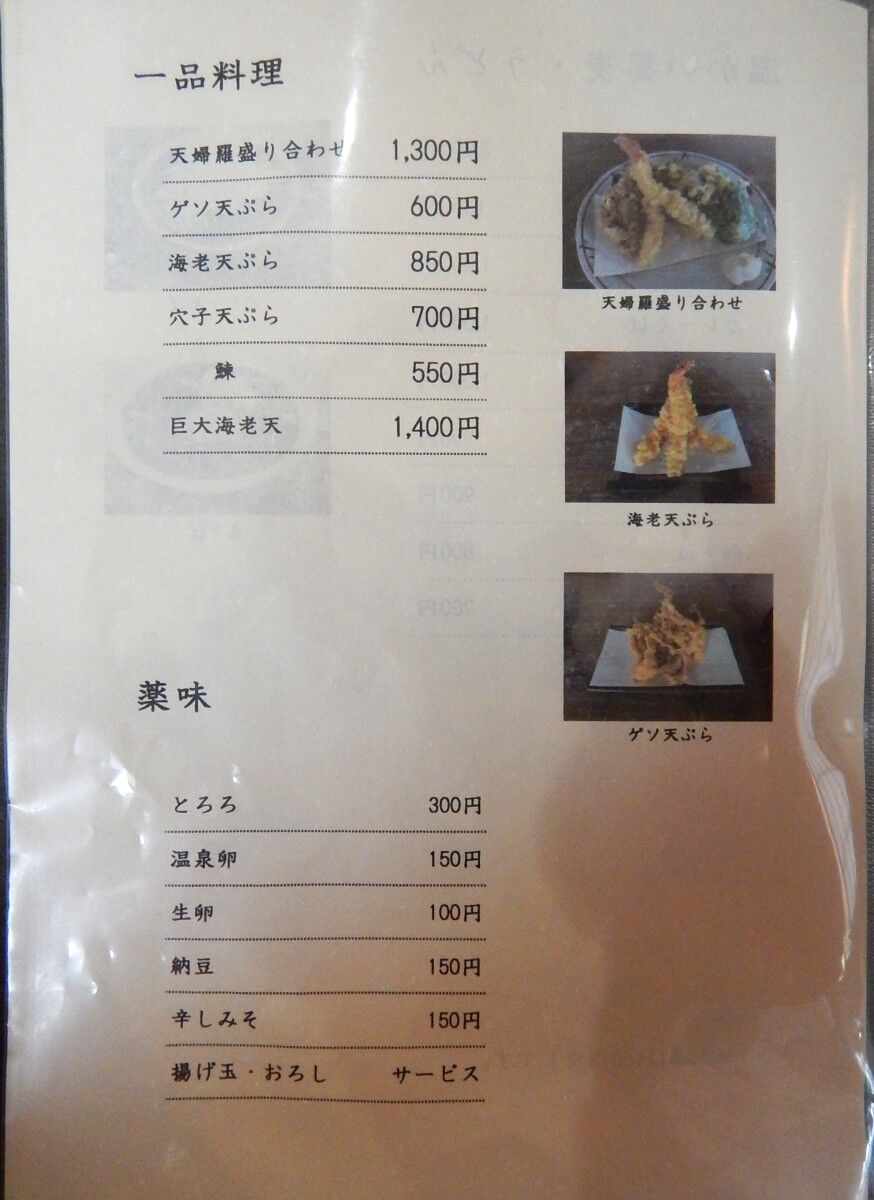 一品料理
天婦羅盛り合わせ 1,300円
ゲソ天ぷら 600円
海老天ぷら 850円
穴子天ぷら 700円
鰊 550円
巨大海老天 1,400円
天婦羅盛り合わせ
海老天ぷら
ゲソ天ぷら
薬味
とろろ 300円
温泉卵 150円
生卵 100円
納豆 150円
辛しみそ 150円
揚げ玉・おろし サービス